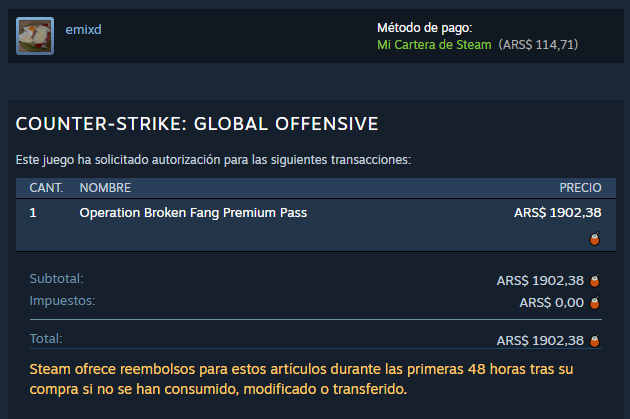 emixd
Método de pago:
Mi Cartera de Steam (ARS$ 114,71)
COUNTER-STRIKE: GLOBAL OFFENSIVE
Este juego ha solicitado autorización para las siguientes transacciones:
CANT. NOMBRE PRECIO
1 Operation Broken Fang Premium Pass ARS$ 1902,38
Subtotal: ARS$ 1902,38
Impuestos: ARS$ 0,00
Total: ARS$ 1902,38
Steam ofrece reembolsos para estos artículos durante las primeras 48 horas tras su
compra si no se han consumido, modificado o transferido.